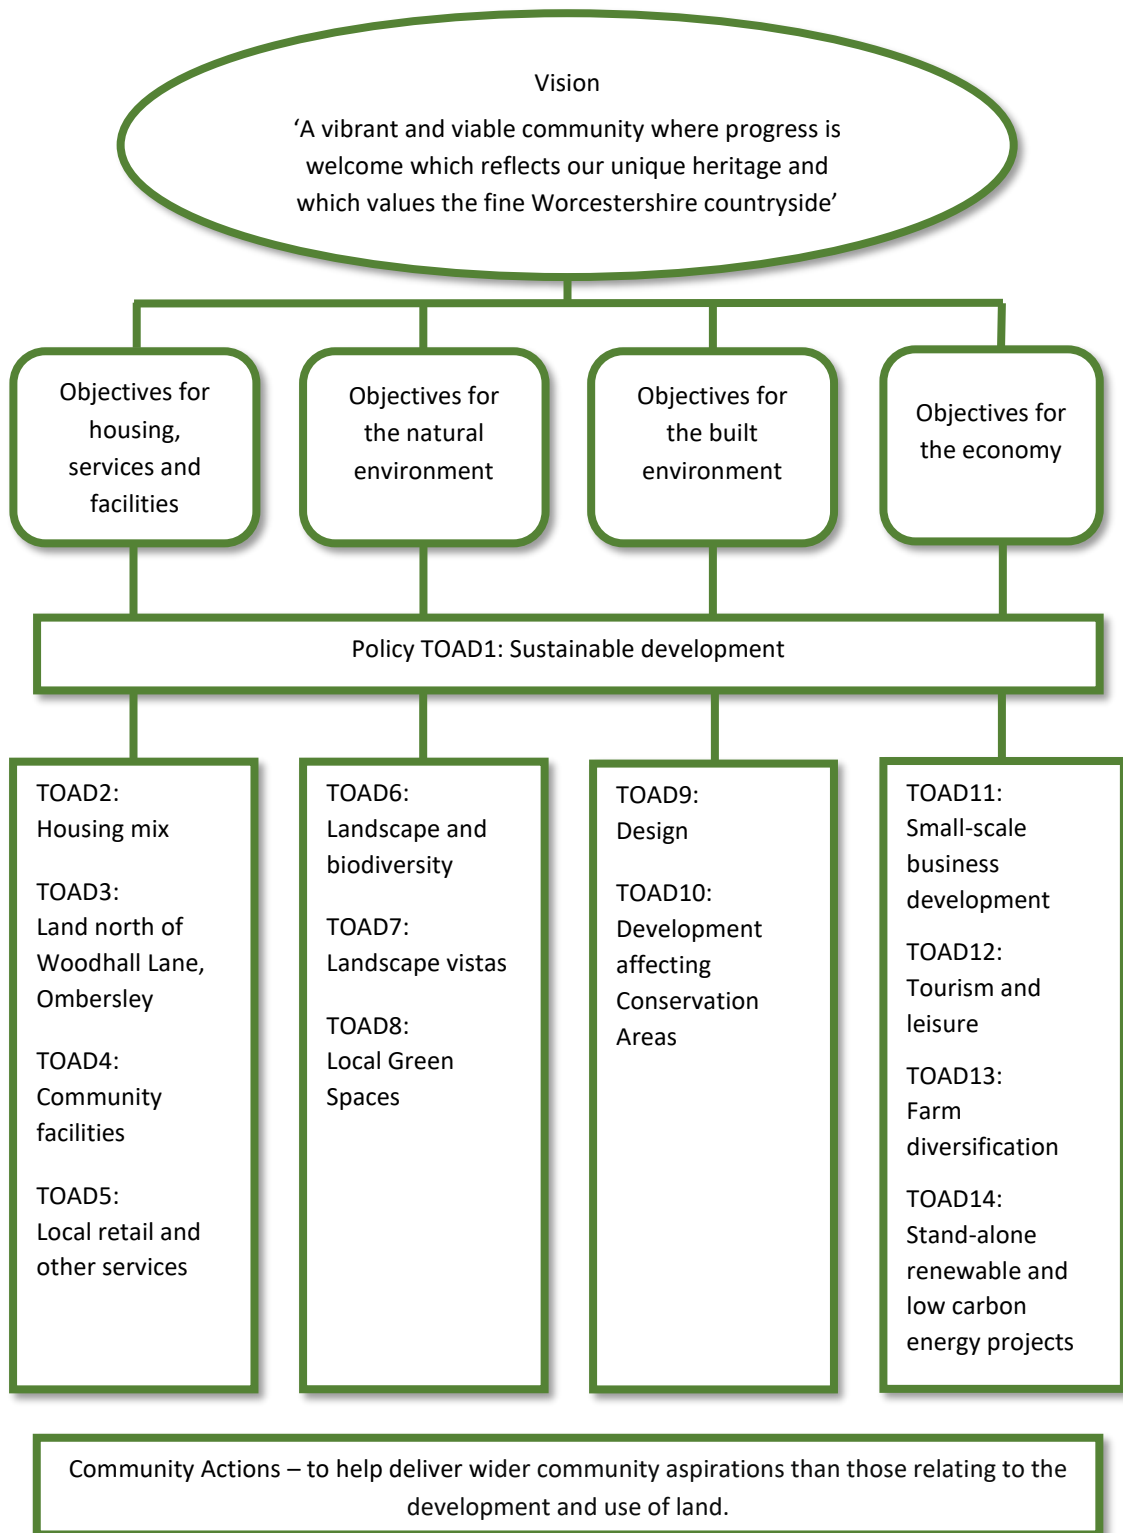 Vision
‘A vibrant and viable community where progress is
welcome which reflects our unique heritage and
which values the fine Worcestershire countryside’
Objectives for
housing,
services and
facilities
Objectives for
the natural
environment
Objectives for
the built
environment
Objectives for
the economy
Policy TOAD1: Sustainable development
TOAD2:
Housing mix
TOAD3:
Land north of
Woodhall Lane,
Ombersley
TOAD4:
Community
facilities
TOAD5:
Local retail and
other services
TOAD6:
Landscape and
biodiversity
TOAD7:
Landscape vistas
TOAD8:
Local Green
Spaces
TOAD9:
Design
TOAD10:
Development
affecting
Conservation
Areas
TOAD11:
Small-scale
business
development
TOAD12:
Tourism and
leisure
TOAD13:
Farm
diversification
TOAD14:
Stand-alone
renewable and
low carbon
energy projects
Community Actions – to help deliver wider community aspirations than those relating to the
development and use of land.